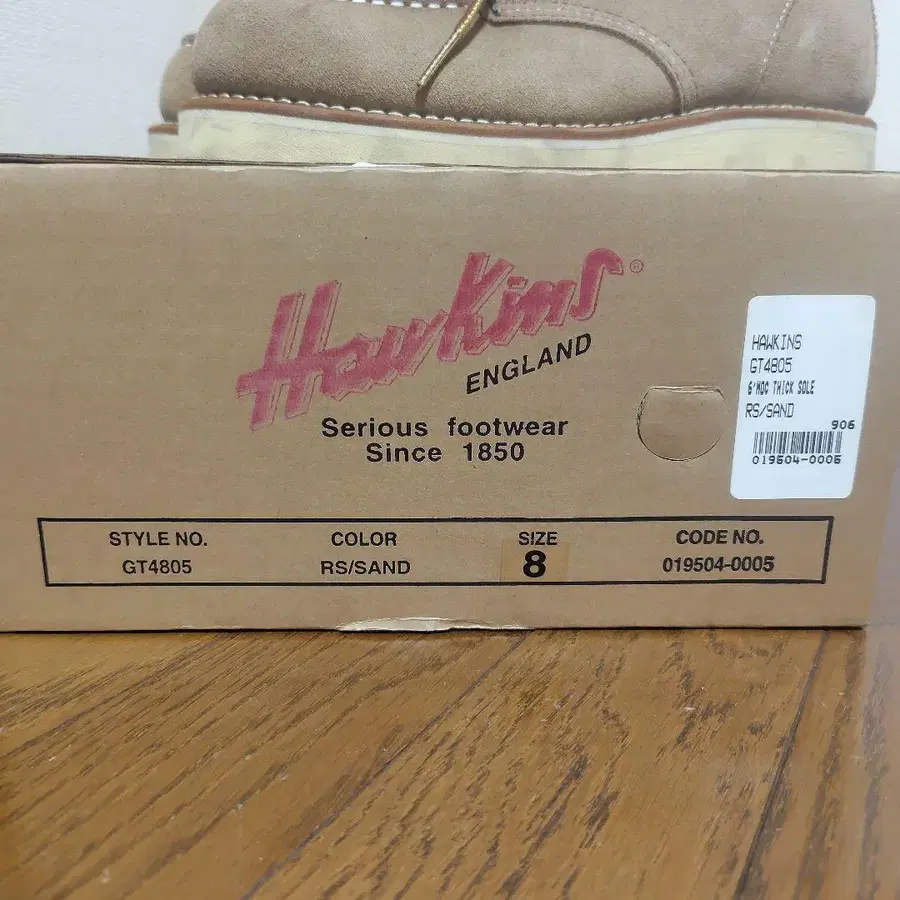 Hawkins®
ENGLAND
Serious footwear
Since 1850
HAWKINS
GT4805
6'MOC THICK SOLE
RS/SAND
906
019504-0005
STYLE NO. COLOR SIZE CODE NO.
GT4805 RS/SAND 8 019504-0005